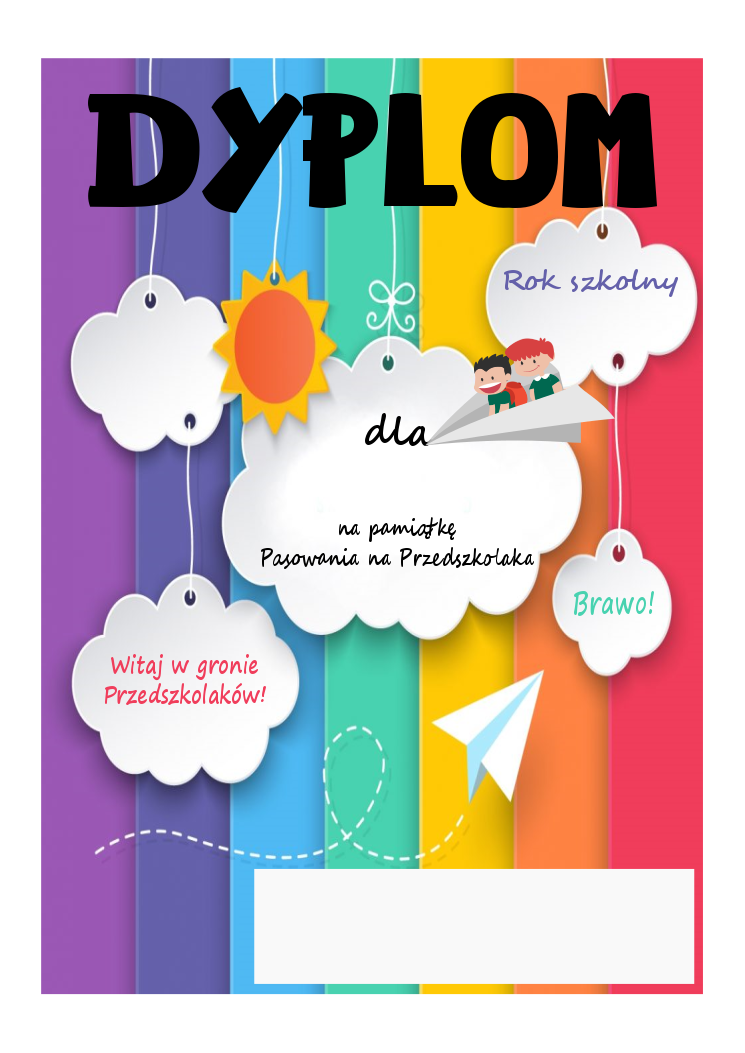 DYPLOM
Rok szkolny
dla
na pamiątkę
Pasowania na Przedszkolaka
Brawo!
Witaj w gronie
Przedszkolaków!